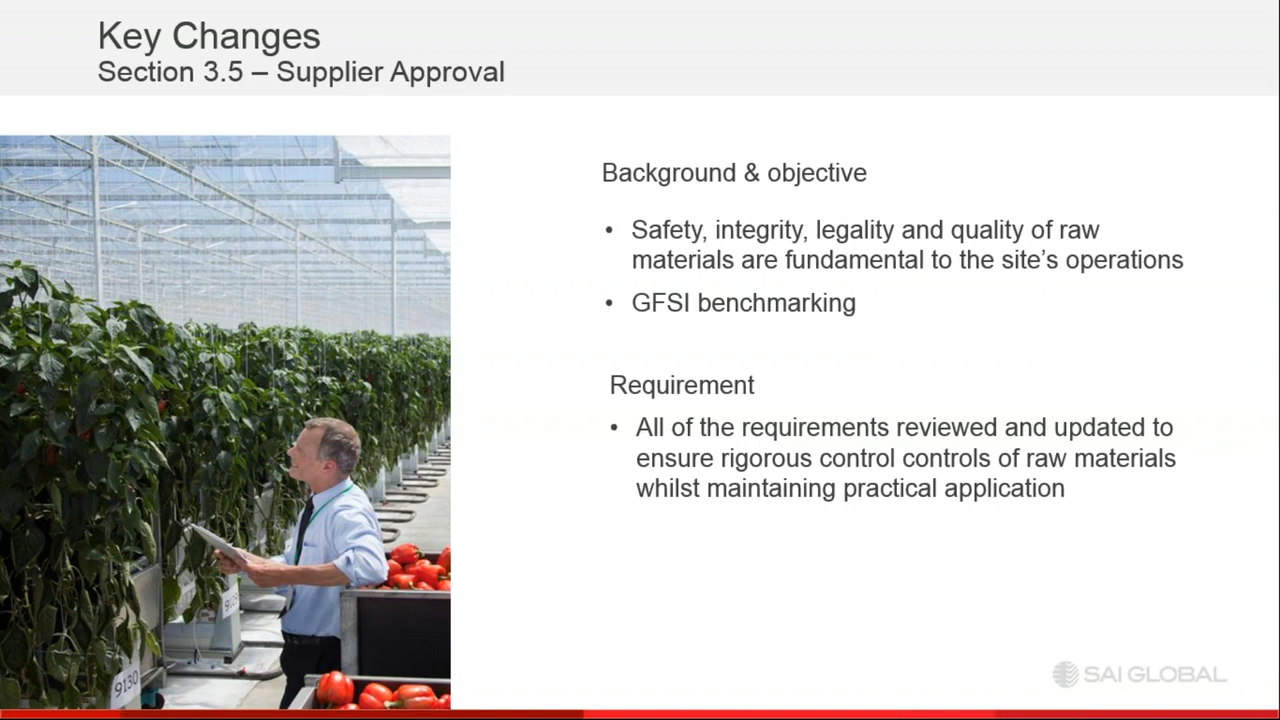 Key Changes
Section 3.5 – Supplier Approval
Background & objective
• Safety, integrity, legality and quality of raw
materials are fundamental to the site’s operations
• GFSI benchmarking
Requirement
• All of the requirements reviewed and updated to
ensure rigorous control controls of raw materials
whilst maintaining practical application
9130
SAI GLOBAL